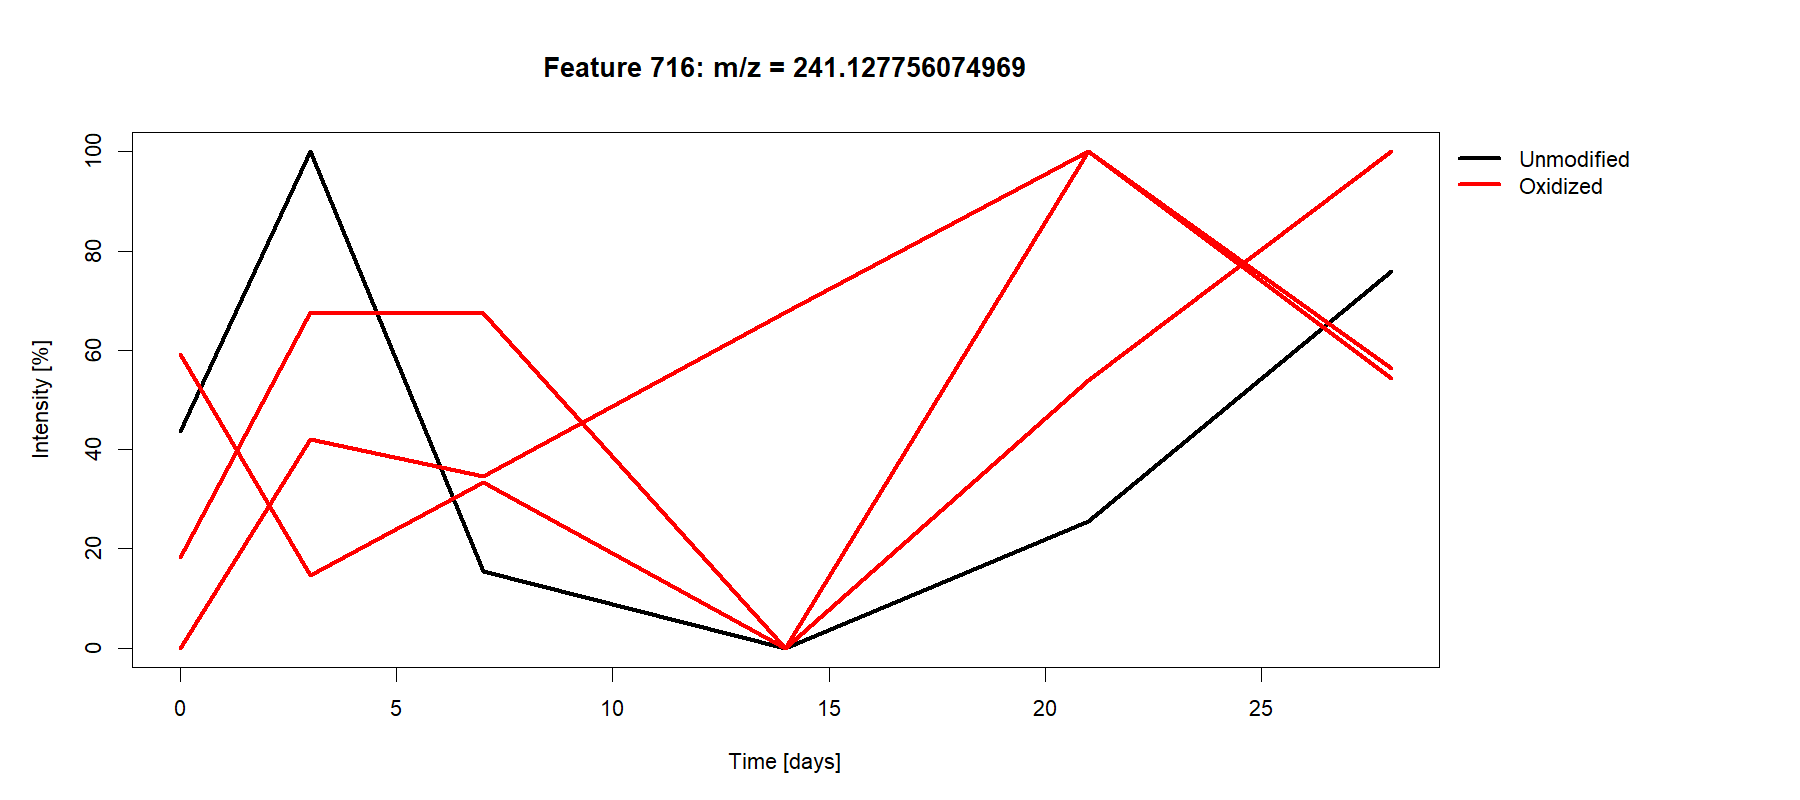 Feature 716: m/z = 241.127756074969
Unmodified
Oxidized
Intensity [%]
100
80
60
40
20
0
0 5 10 15 20 25
Time [days]